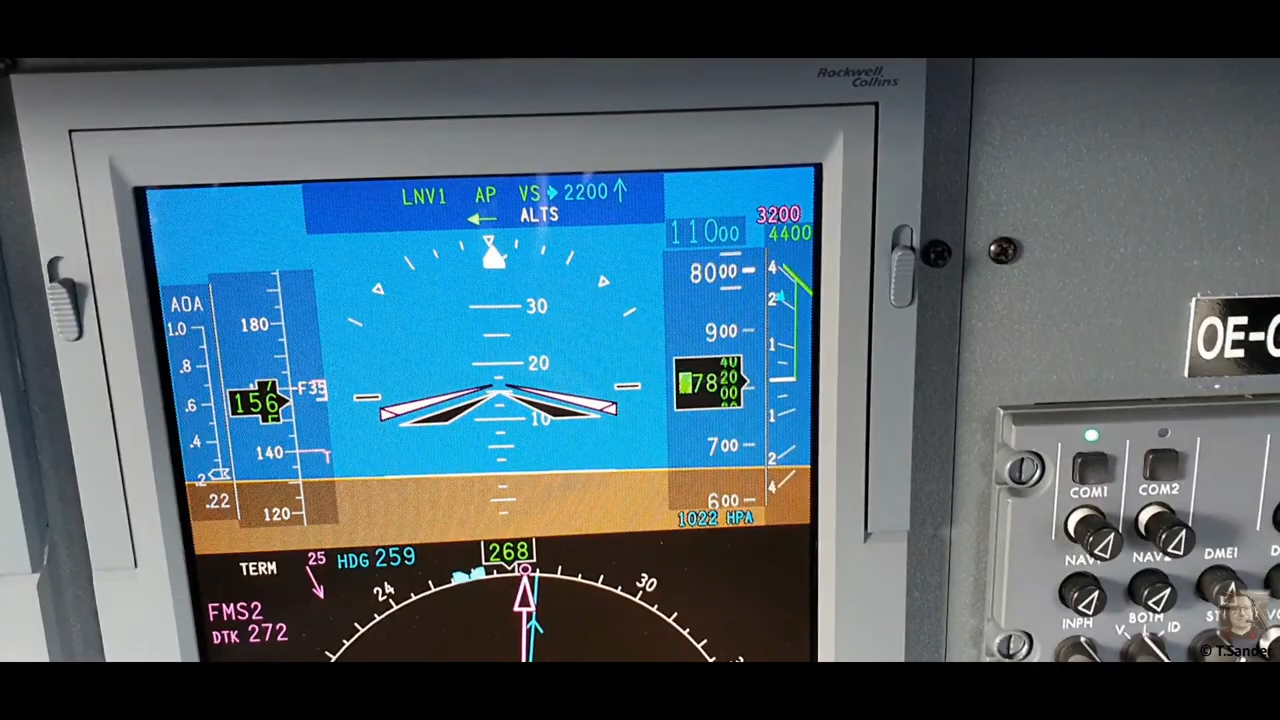 Rockwell
Collins
LNV1 AP VS 2200
ALTS
3200
4400
11000
AOA
1.0
.8
.6
.4
.2
.22
180
156
140
120
F35
30
20
10
8000
900
78
40
20
00
700
600
4
2
1
1
2
4
1022 HPA
TERM
25
HDG 259
268
FMS2
DTK 272
24
30
OE-
COM1
COM2
NAV1
NAV2
DME1
INPH
BOTH
V
ID
© T.Sander